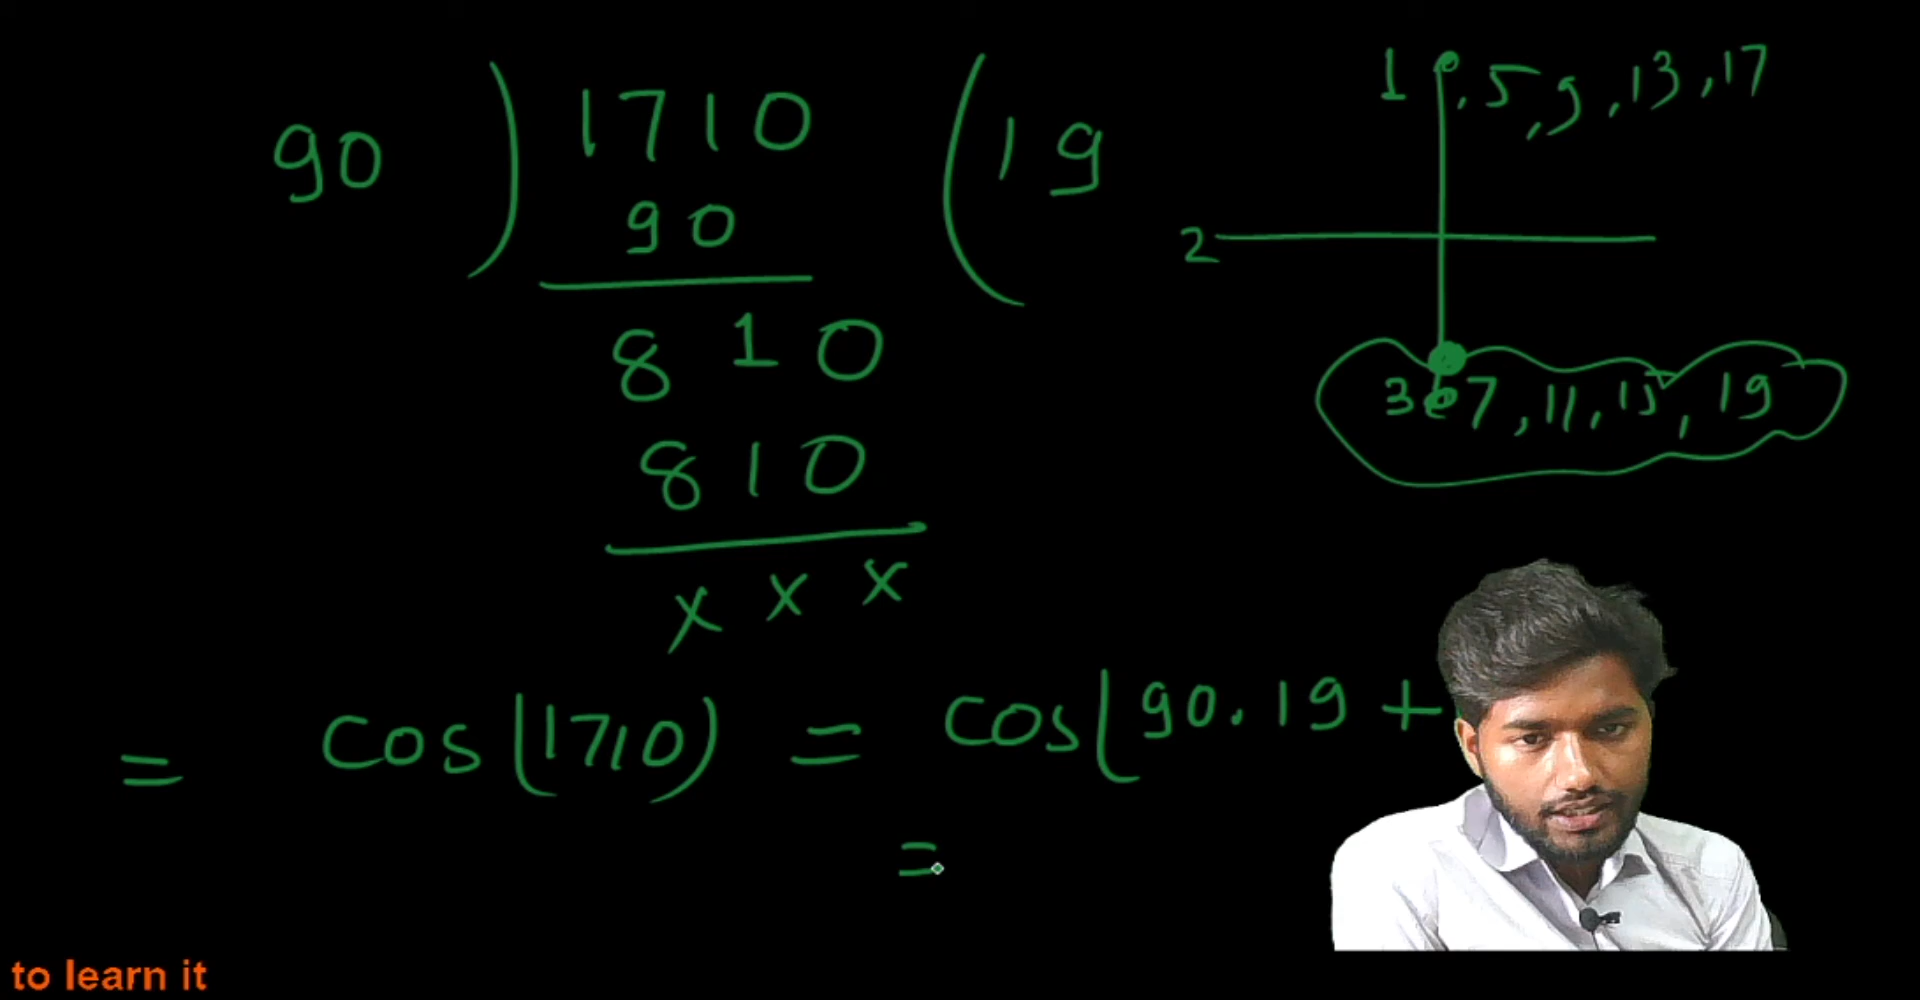 90 ) 1710 ( 19
90
810
810
x x x
1 , 5 , 9 , 13 , 17
2
3 7 , 11 , 15 , 19
= cos(1710) = cos(90.19 +
=
to learn it